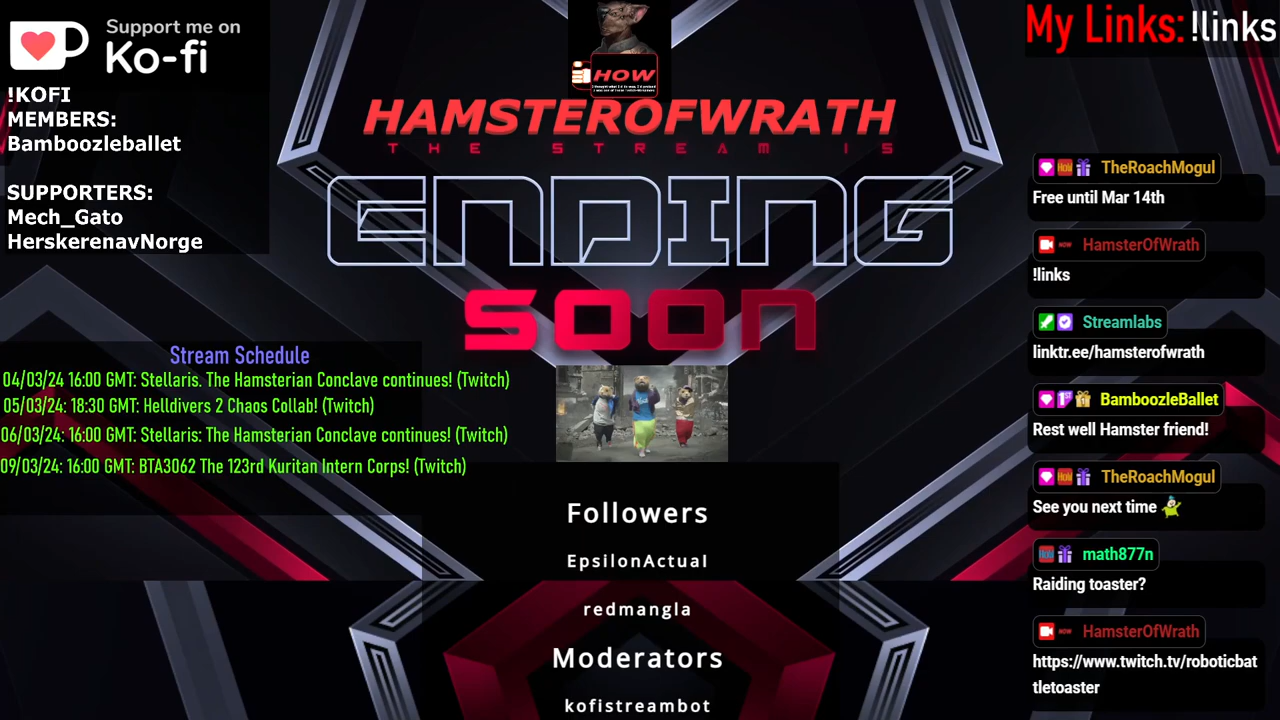 Support me on
Ko-fi
!KOFI
MEMBERS:
Bamboozleballet
SUPPORTERS:
Mech_Gato
HerskerenavNorge
HOW
HAMSTEROFWRATH
THE STREAM IS
ENDING
SOON
Stream Schedule
04/03/24 16:00 GMT: Stellaris. The Hamsterian Conclave continues! (Twitch)
05/03/24: 18:30 GMT: Helldivers 2 Chaos Collab! (Twitch)
06/03/24: 16:00 GMT: Stellaris: The Hamsterian Conclave continues! (Twitch)
09/03/24: 16:00 GMT: BTA3062 The 123rd Kuritan Intern Corps! (Twitch)
Followers
EpsilonActual
redmangla
Moderators
kofistreambot
My Links: !links
TheRoachMogul
Free until Mar 14th
HamsterOfWrath
!links
Streamlabs
linktr.ee/hamsterofwrath
BamboozleBallet
Rest well Hamster friend!
TheRoachMogul
See you next time
math877n
Raiding toaster?
HamsterOfWrath
https://www.twitch.tv/roboticbat
tletoaster